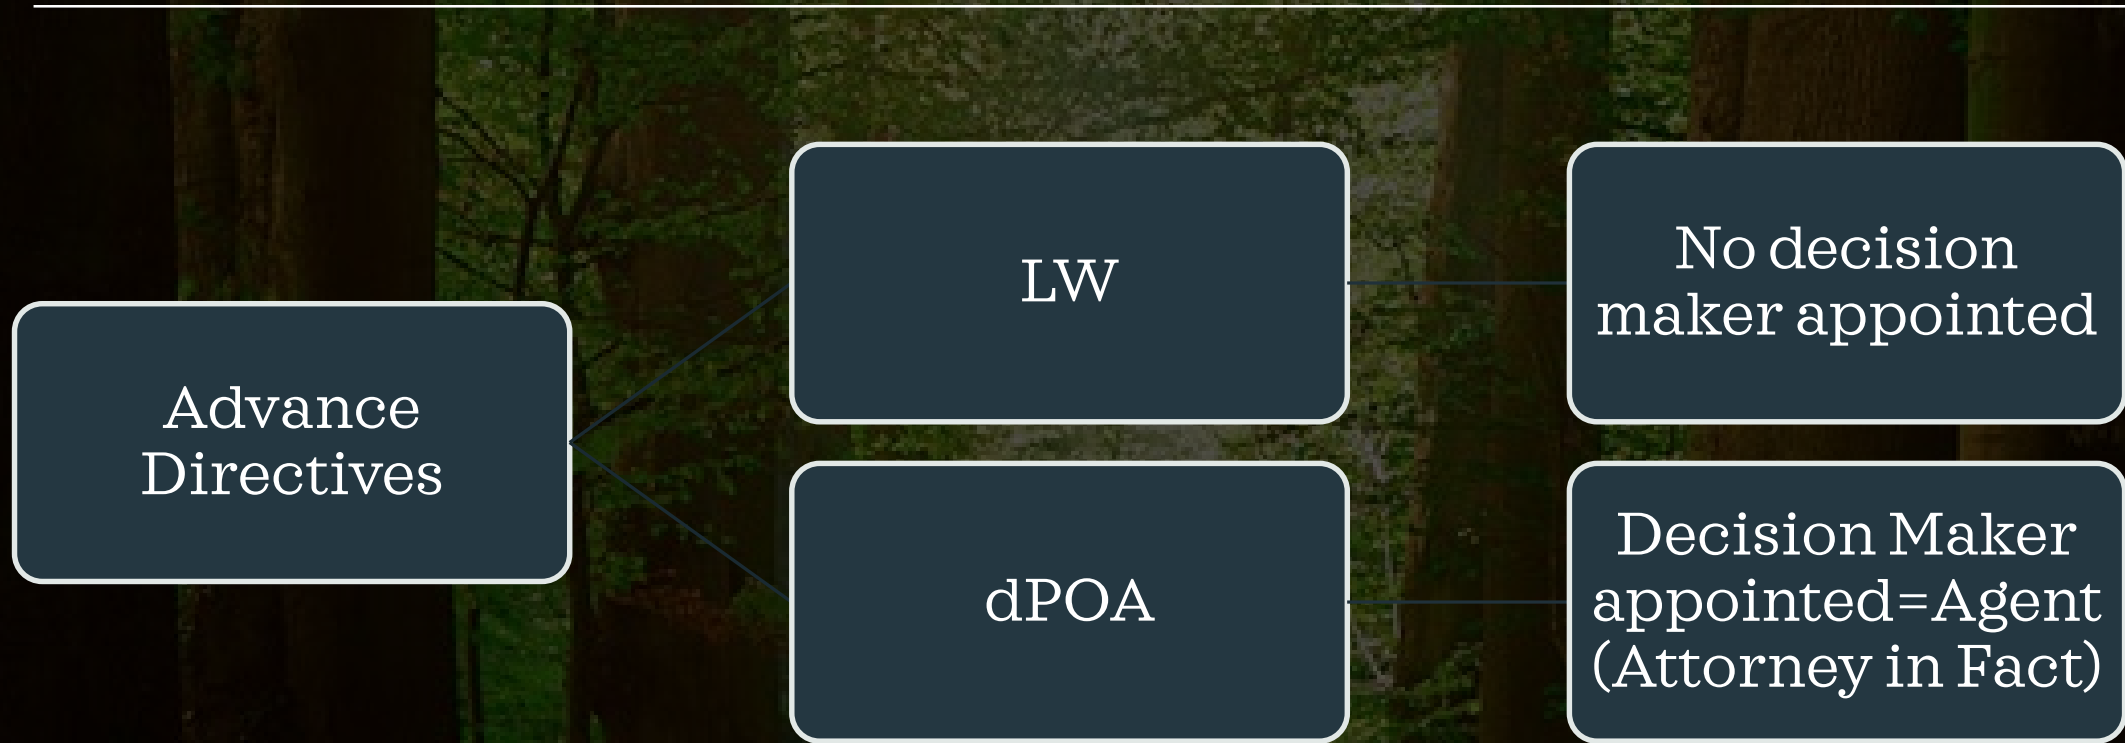 Advance
Directives
LW
No decision
maker appointed
dPOA
Decision Maker
appointed=Agent
(Attorney in Fact)